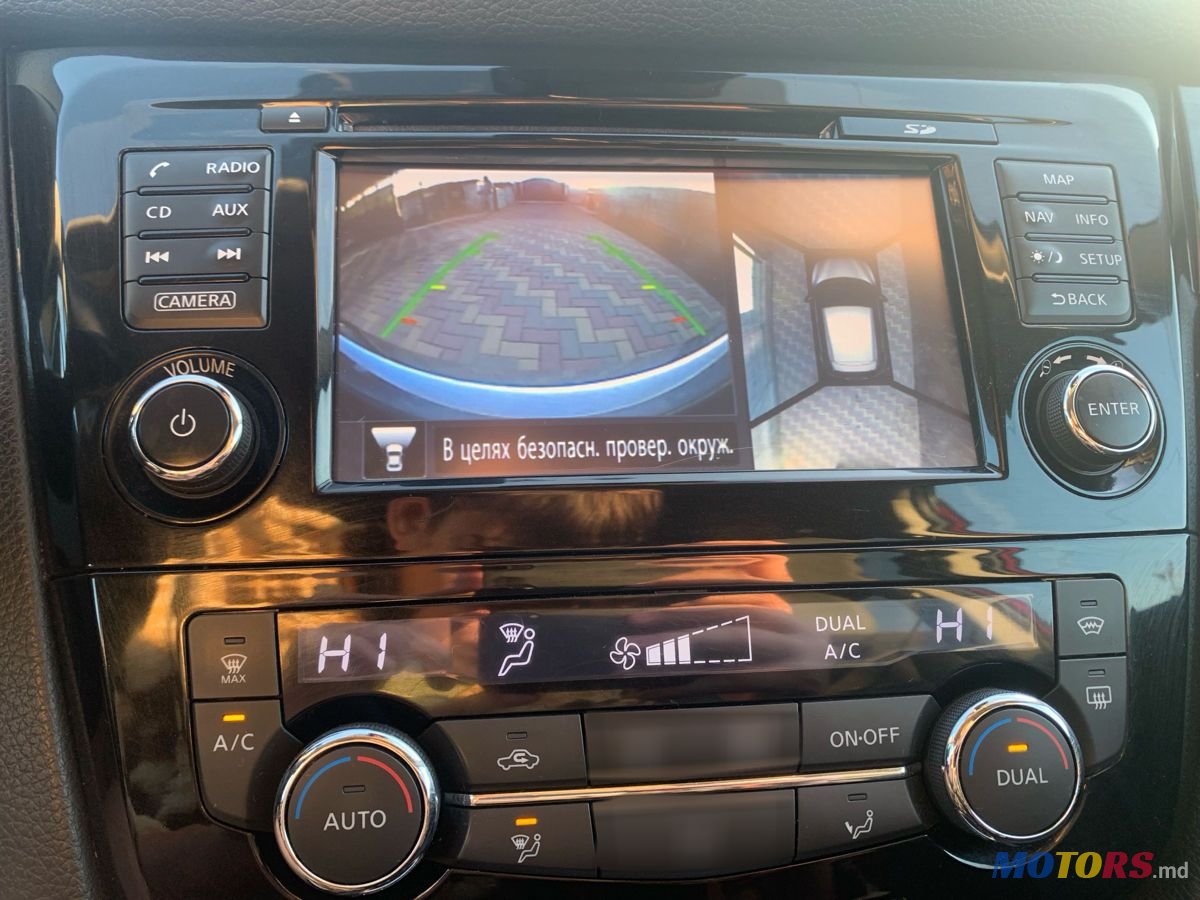 SD
RADIO
CD AUX
CAMERA
VOLUME
MAP
NAV INFO
SETUP
BACK
ENTER
В целях безопасн. провер. окруж.
HI
DUAL
A/C
HI
MAX
A/C
AUTO
ON·OFF
DUAL
MOTORS.md